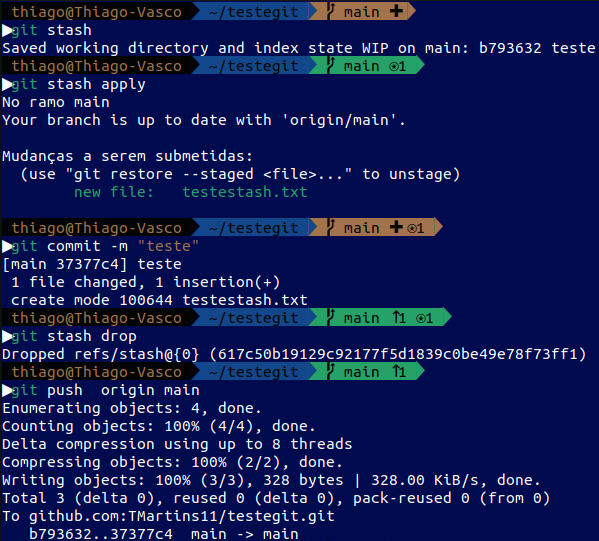 thiago@Thiago-Vasco ~/testegit main ✚
git stash
Saved working directory and index state WIP on main: b793632 teste
thiago@Thiago-Vasco ~/testegit main ⍟1
git stash apply
No ramo main
Your branch is up to date with 'origin/main'.
Mudanças a serem submetidas:
(use "git restore --staged <file>..." to unstage)
new file: testestash.txt
thiago@Thiago-Vasco ~/testegit main ✚ ⍟1
git commit -m "teste"
[main 37377c4] teste
1 file changed, 1 insertion(+)
create mode 100644 testestash.txt
thiago@Thiago-Vasco ~/testegit main ↑1 ⍟1
git stash drop
Dropped refs/stash@{0} (617c50b19129c92177f5d1839c0be49e78f73ff1)
thiago@Thiago-Vasco ~/testegit main ↑1
git push  origin main
Enumerating objects: 4, done.
Counting objects: 100% (4/4), done.
Delta compression using up to 8 threads
Compressing objects: 100% (2/2), done.
Writing objects: 100% (3/3), 328 bytes | 328.00 KiB/s, done.
Total 3 (delta 0), reused 0 (delta 0), pack-reused 0 (from 0)
To github.com:TMartins11/testegit.git
b793632..37377c4  main -> main